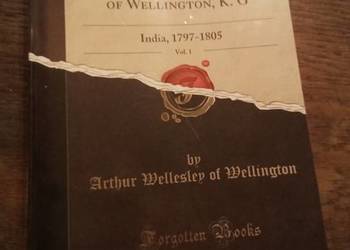 OF WELLINGTON, K. G
India, 1797-1805
Vol. 1
by
Arthur Wellesley of Wellington
Forgotten Books